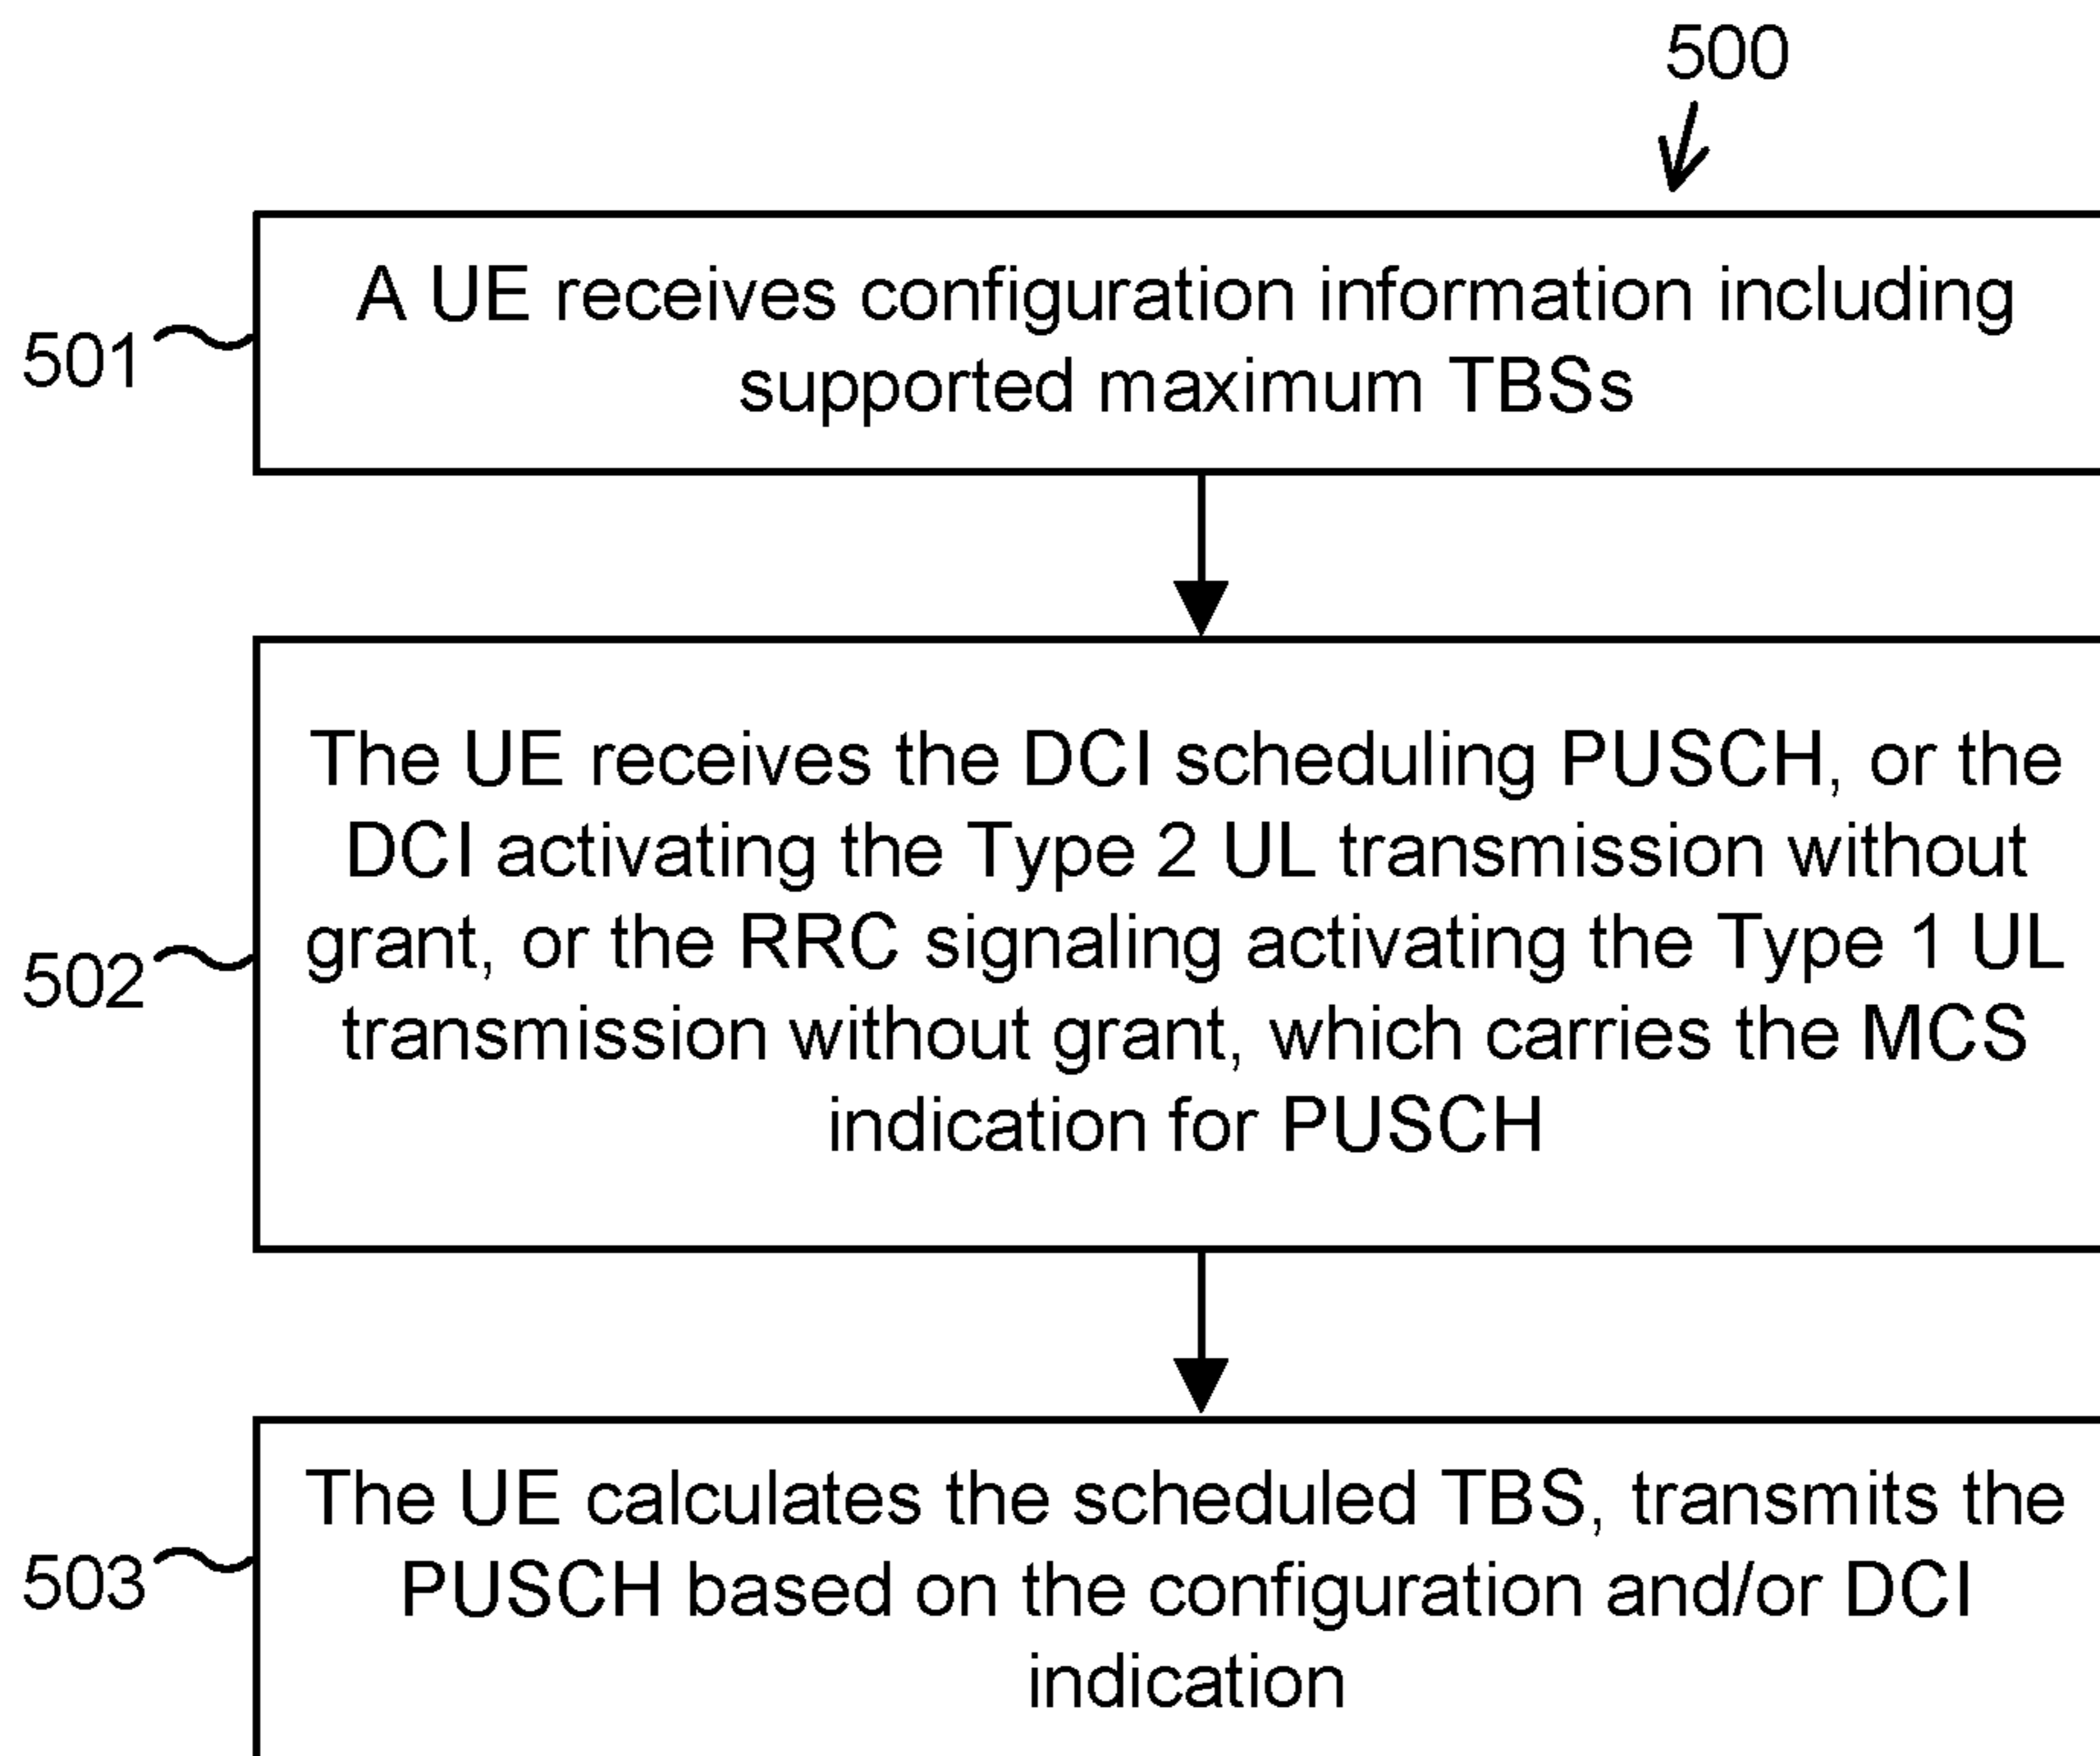 500
501
A UE receives configuration information including
supported maximum TBSs
502
The UE receives the DCI scheduling PUSCH, or the
DCI activating the Type 2 UL transmission without
grant, or the RRC signaling activating the Type 1 UL
transmission without grant, which carries the MCS
indication for PUSCH
503
The UE calculates the scheduled TBS, transmits the
PUSCH based on the configuration and/or DCI
indication